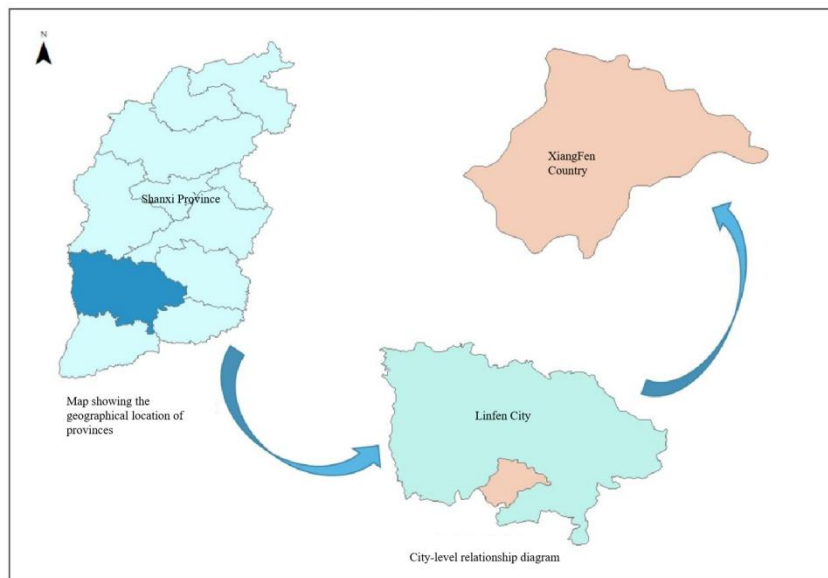 N
Shanxi Province
XiangFen
Country
Map showing the
geographical location of
provinces
Linfen City
City-level relationship diagram